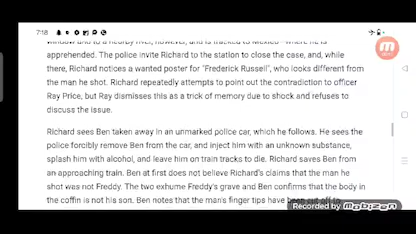 7:18
window and to a nearby river, however, and is tracked to Mexico where he is
apprehended. The police invite Richard to the station to close the case, and, while
there, Richard notices a wanted poster for "Frederick Russell", who looks different from
the man he shot. Richard repeatedly attempts to point out the contradiction to officer
Ray Price, but Ray dismisses this as a trick of memory due to shock and refuses to
discuss the issue.
Richard sees Ben taken away in an unmarked police car, which he follows. He sees the
police forcibly remove Ben from the car, and inject him with an unknown substance,
splash him with alcohol, and leave him on train tracks to die. Richard saves Ben from
an approaching train. Ben at first does not believe Richard's claims that the man he
shot was not Freddy. The two exhume Freddy's grave and Ben confirms that the body in
the coffin is not his son. Ben notes that the man's finger tips have been cut off to
Recorded by mobizen